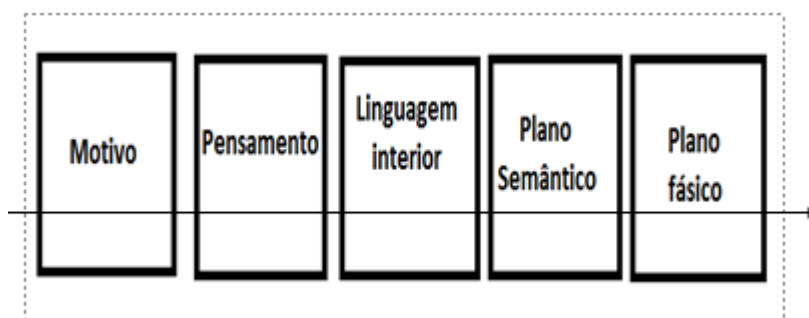 Motivo
Pensamento
Linguagem
interior
Plano
Semântico
Plano
fásico